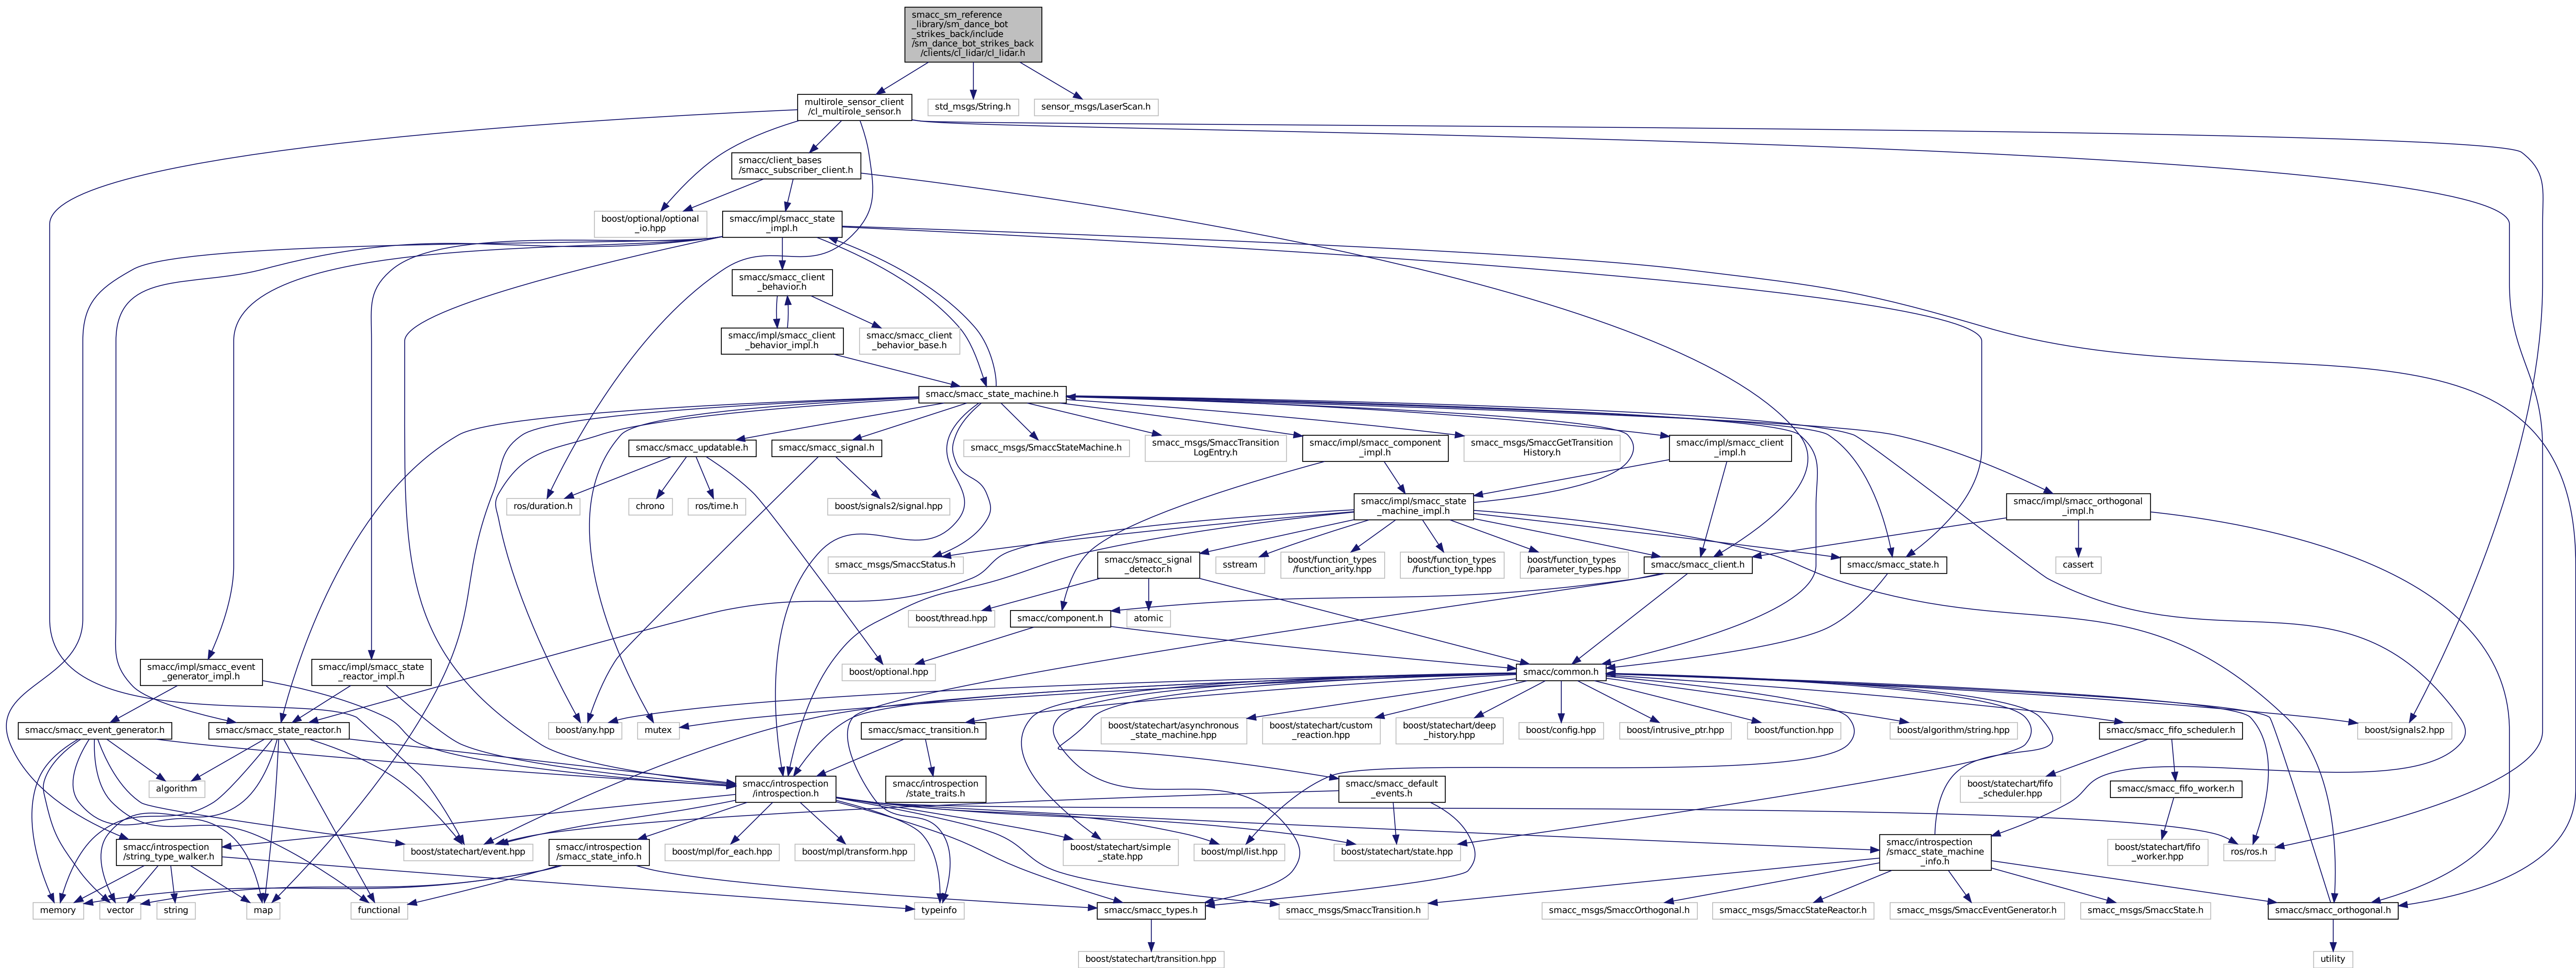 smacc_sm_reference
_library/sm_dance_bot
_strikes_back/include
/sm_dance_bot_strikes_back
/clients/cl_lidar/cl_lidar.h
multirole_sensor_client
/cl_multirole_sensor.h
std_msgs/String.h
sensor_msgs/LaserScan.h
smacc/client_bases
/smacc_subscriber_client.h
boost/optional/optional
_io.hpp
smacc/impl/smacc_state
_impl.h
smacc/smacc_client
_behavior.h
smacc/impl/smacc_client
_behavior_impl.h
smacc/smacc_client
_behavior_base.h
smacc/smacc_state_machine.h
smacc/smacc_updatable.h
smacc/smacc_signal.h
smacc_msgs/SmaccStateMachine.h
smacc_msgs/SmaccTransition
LogEntry.h
smacc/impl/smacc_component
_impl.h
smacc_msgs/SmaccGetTransition
History.h
smacc/impl/smacc_client
_impl.h
ros/duration.h
chrono
ros/time.h
boost/signals2/signal.hpp
smacc/impl/smacc_state
_machine_impl.h
smacc/impl/smacc_orthogonal
_impl.h
smacc_msgs/SmaccStatus.h
smacc/smacc_signal
_detector.h
sstream
boost/function_types
/function_arity.hpp
boost/function_types
/function_type.hpp
boost/function_types
/parameter_types.hpp
smacc/smacc_client.h
smacc/smacc_state.h
cassert
boost/thread.hpp
smacc/component.h
atomic
smacc/impl/smacc_event
_generator_impl.h
smacc/impl/smacc_state
_reactor_impl.h
boost/optional.hpp
smacc/common.h
smacc/smacc_event_generator.h
smacc/smacc_state_reactor.h
boost/any.hpp
mutex
smacc/smacc_transition.h
boost/statechart/asynchronous
_state_machine.hpp
boost/statechart/custom
_reaction.hpp
boost/statechart/deep
_history.hpp
boost/config.hpp
boost/intrusive_ptr.hpp
boost/function.hpp
boost/algorithm/string.hpp
smacc/smacc_fifo_scheduler.h
boost/signals2.hpp
algorithm
smacc/introspection
/introspection.h
smacc/introspection
/state_traits.h
smacc/smacc_default
_events.h
boost/statechart/fifo
_scheduler.hpp
smacc/smacc_fifo_worker.h
smacc/introspection
/string_type_walker.h
boost/statechart/event.hpp
smacc/introspection
/smacc_state_info.h
boost/mpl/for_each.hpp
boost/mpl/transform.hpp
boost/statechart/simple
_state.hpp
boost/mpl/list.hpp
boost/statechart/state.hpp
smacc/introspection
/smacc_state_machine
_info.h
boost/statechart/fifo
_worker.hpp
ros/ros.h
memory
vector
string
map
functional
typeinfo
smacc/smacc_types.h
smacc_msgs/SmaccTransition.h
smacc_msgs/SmaccOrthogonal.h
smacc_msgs/SmaccStateReactor.h
smacc_msgs/SmaccEventGenerator.h
smacc_msgs/SmaccState.h
smacc/smacc_orthogonal.h
boost/statechart/transition.hpp
utility